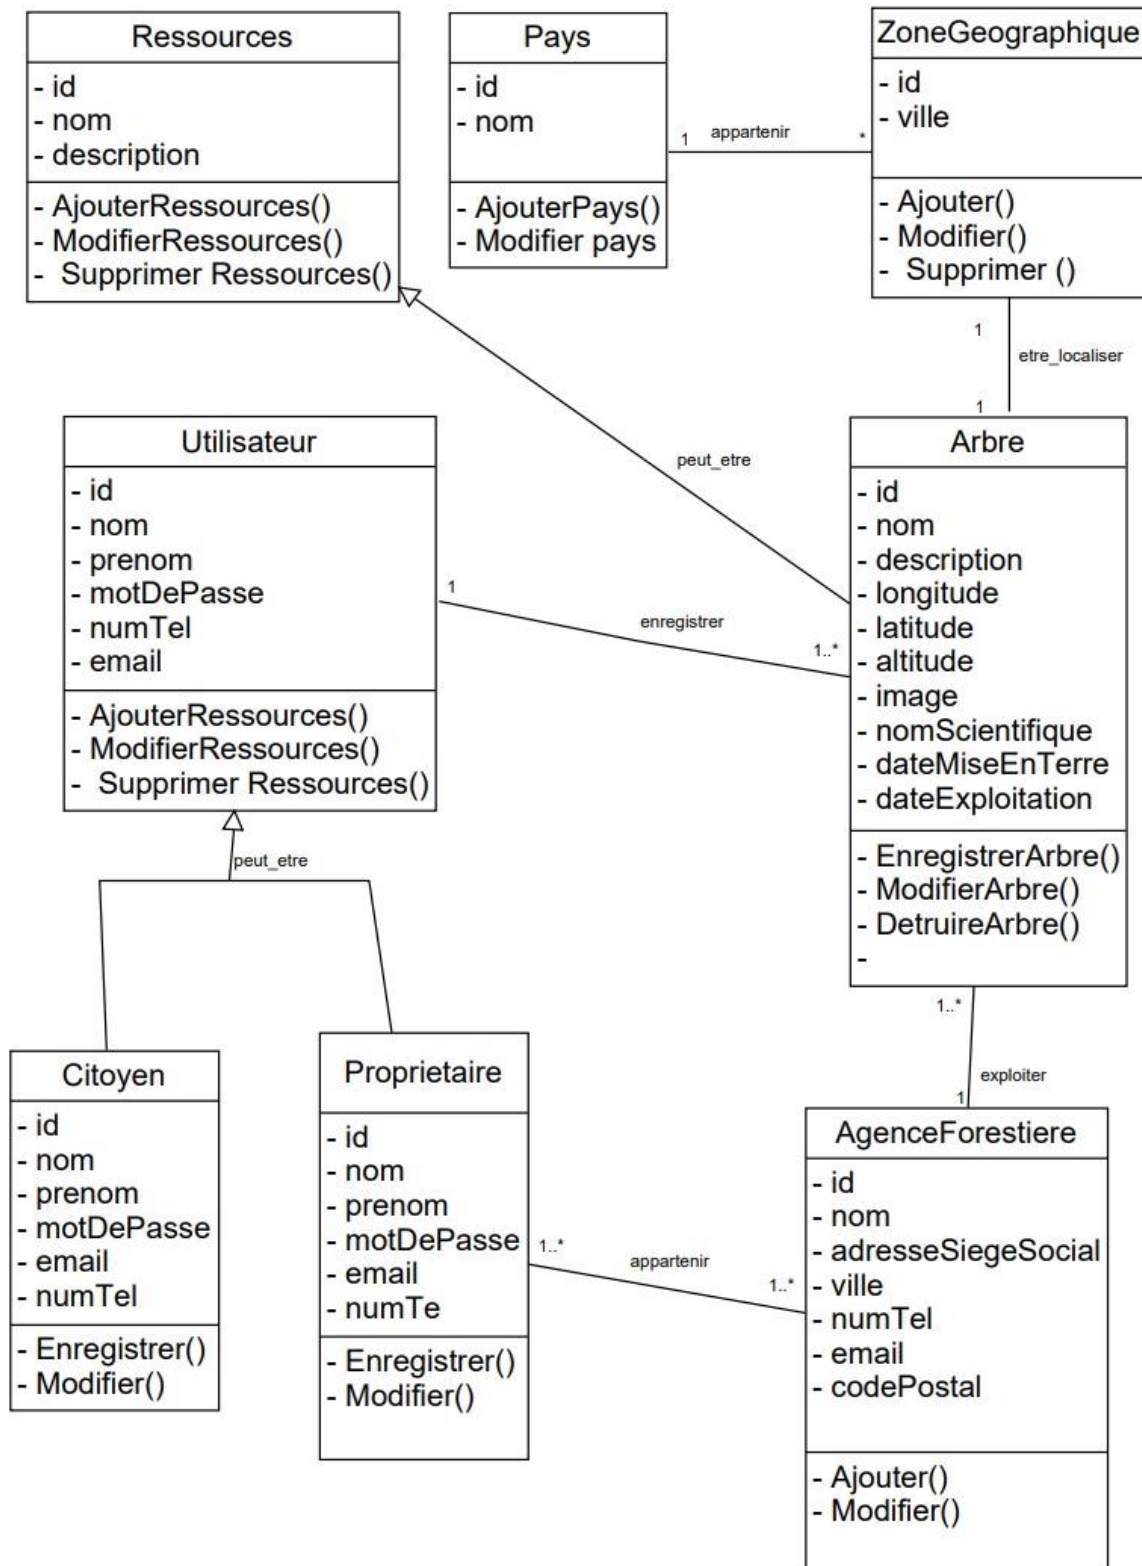 Ressources
- id
- nom
- description
- AjouterRessources()
- ModifierRessources()
- Supprimer Ressources()
Pays
- id
- nom
- AjouterPays()
- Modifier pays
1
appartenir
*
ZoneGeographique
- id
- ville
- Ajouter()
- Modifier()
- Supprimer ()
1
etre_localiser
1
peut_etre
Utilisateur
- id
- nom
- prenom
- motDePasse
- numTel
- email
- AjouterRessources()
- ModifierRessources()
- Supprimer Ressources()
1
enregistrer
1..*
Arbre
- id
- nom
- description
- longitude
- latitude
- altitude
- image
- nomScientifique
- dateMiseEnTerre
- dateExploitation
- EnregistrerArbre()
- ModifierArbre()
- DetruireArbre()
-
peut_etre
1..*
exploiter
1
Citoyen
- id
- nom
- prenom
- motDePasse
- email
- numTel
- Enregistrer()
- Modifier()
Proprietaire
- id
- nom
- prenom
- motDePasse
- email
- numTe
- Enregistrer()
- Modifier()
1..*
appartenir
1..*
AgenceForestiere
- id
- nom
- adresseSiegeSocial
- ville
- numTel
- email
- codePostal
- Ajouter()
- Modifier()